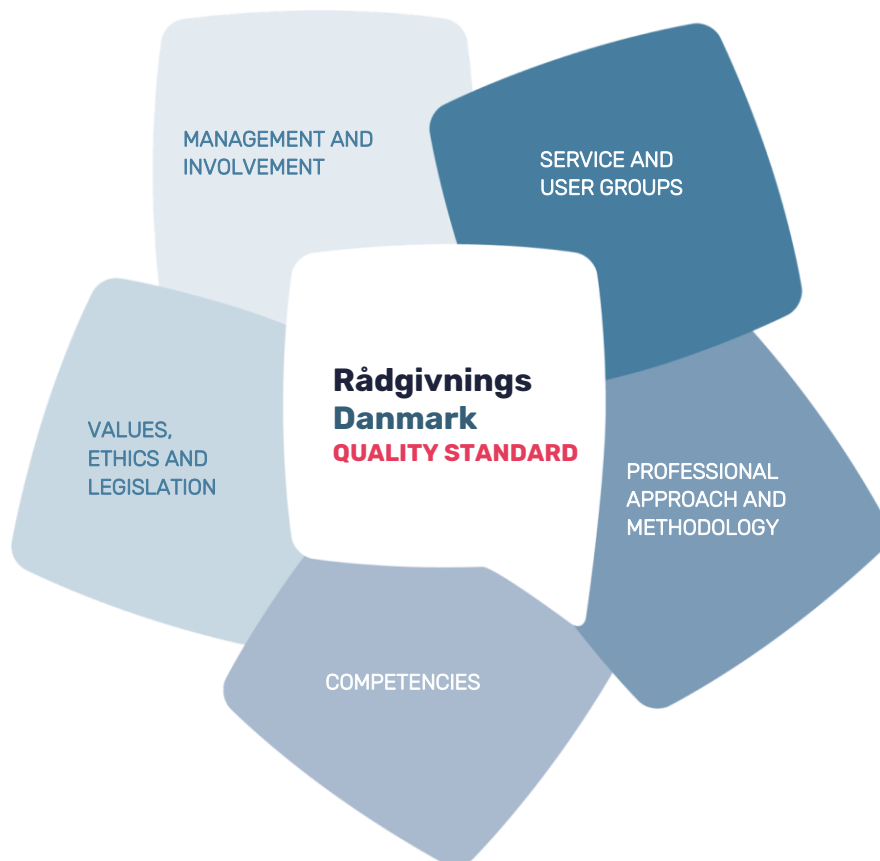 MANAGEMENT AND
INVOLVEMENT
SERVICE AND
USER GROUPS
Rådgivnings
Danmark
QUALITY STANDARD
VALUES,
ETHICS AND
LEGISLATION
PROFESSIONAL
APPROACH AND
METHODOLOGY
COMPETENCIES